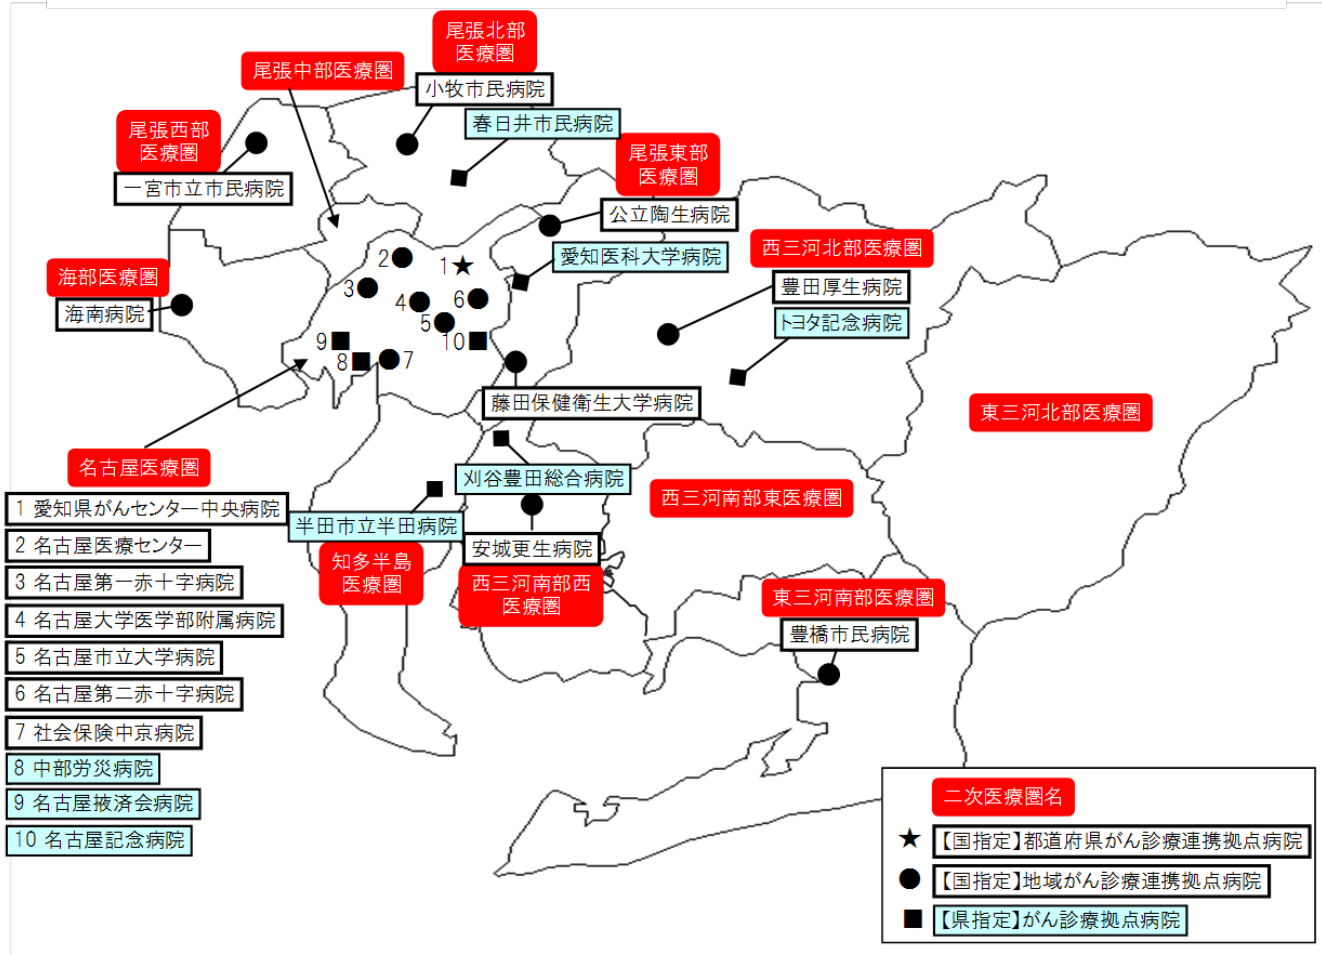 尾張北部
医療圏
尾張中部医療圏
小牧市民病院
春日井市民病院
尾張西部
医療圏
一宮市立市民病院
尾張東部
医療圏
公立陶生病院
愛知医科大学病院
西三河北部医療圏
豊田厚生病院
トヨタ記念病院
海部医療圏
海南病院
2
1
3
4
6
5
9
10
8
7
藤田保健衛生大学病院
東三河北部医療圏
名古屋医療圏
1 愛知県がんセンター中央病院
2 名古屋医療センター
3 名古屋第一赤十字病院
4 名古屋大学医学部附属病院
5 名古屋市立大学病院
6 名古屋第二赤十字病院
7 社会保険中京病院
8 中部労災病院
9 名古屋掖済会病院
10 名古屋記念病院
刈谷豊田総合病院
半田市立半田病院
知多半島
医療圏
安城更生病院
西三河南部西
医療圏
西三河南部東医療圏
東三河南部医療圏
豊橋市民病院
二次医療圏名
★ 【国指定】都道府県がん診療連携拠点病院
● 【国指定】地域がん診療連携拠点病院
■ 【県指定】がん診療拠点病院